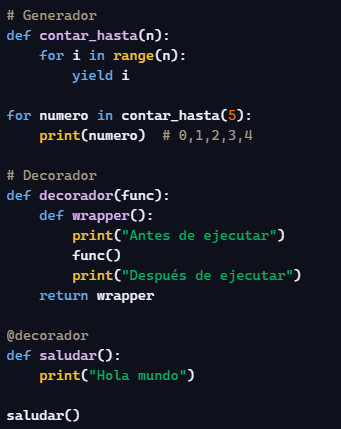 # Generador
def contar_hasta(n):
    for i in range(n):
        yield i

for numero in contar_hasta(5):
    print(numero)  # 0,1,2,3,4

# Decorador
def decorador(func):
    def wrapper():
        print("Antes de ejecutar")
        func()
        print("Después de ejecutar")
    return wrapper

@decorador
def saludar():
    print("Hola mundo")

saludar()